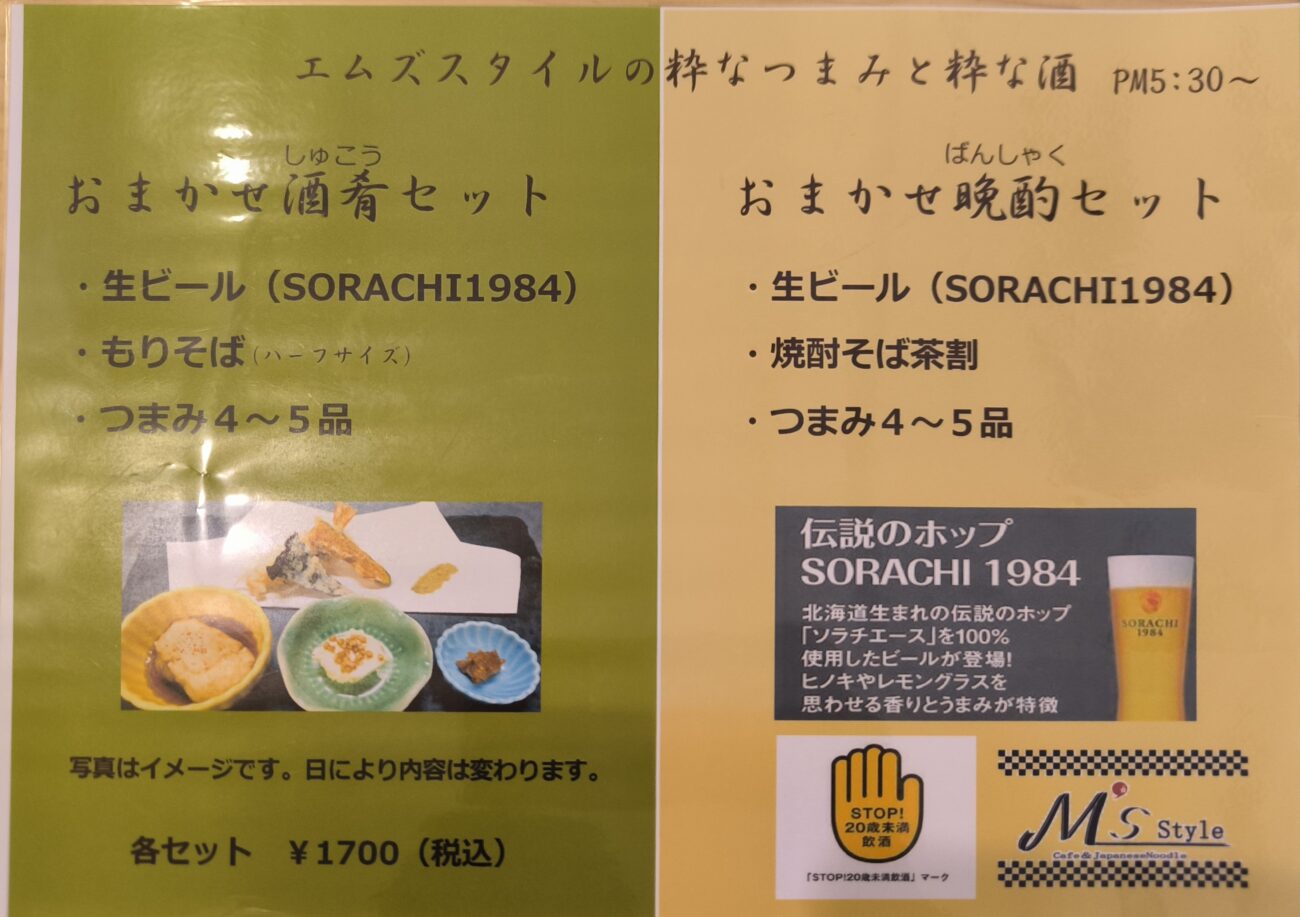 エムズスタイルの粋なつまみと粋な酒 PM5:30～
しゅこう
おまかせ酒肴セット
・生ビール（SORACHI1984）
・もりそば（ハーフサイズ）
・つまみ４～５品
写真はイメージです。日により内容は変わります。
各セット　￥1700（税込）
ばんしゃく
おまかせ晩酌セット
・生ビール（SORACHI1984）
・焼酎そば茶割
・つまみ４～５品
伝説のホップ
SORACHI 1984
北海道生まれの伝説のホップ
「ソラチエース」を100%
使用したビールが登場!
ヒノキやレモングラスを
思わせる香りとうまみが特徴
SORACHI
1984
STOP!
20歳未満
飲酒
「STOP!20歳未満飲酒」マーク
M's Style
Cafe&JapaneseNoodle